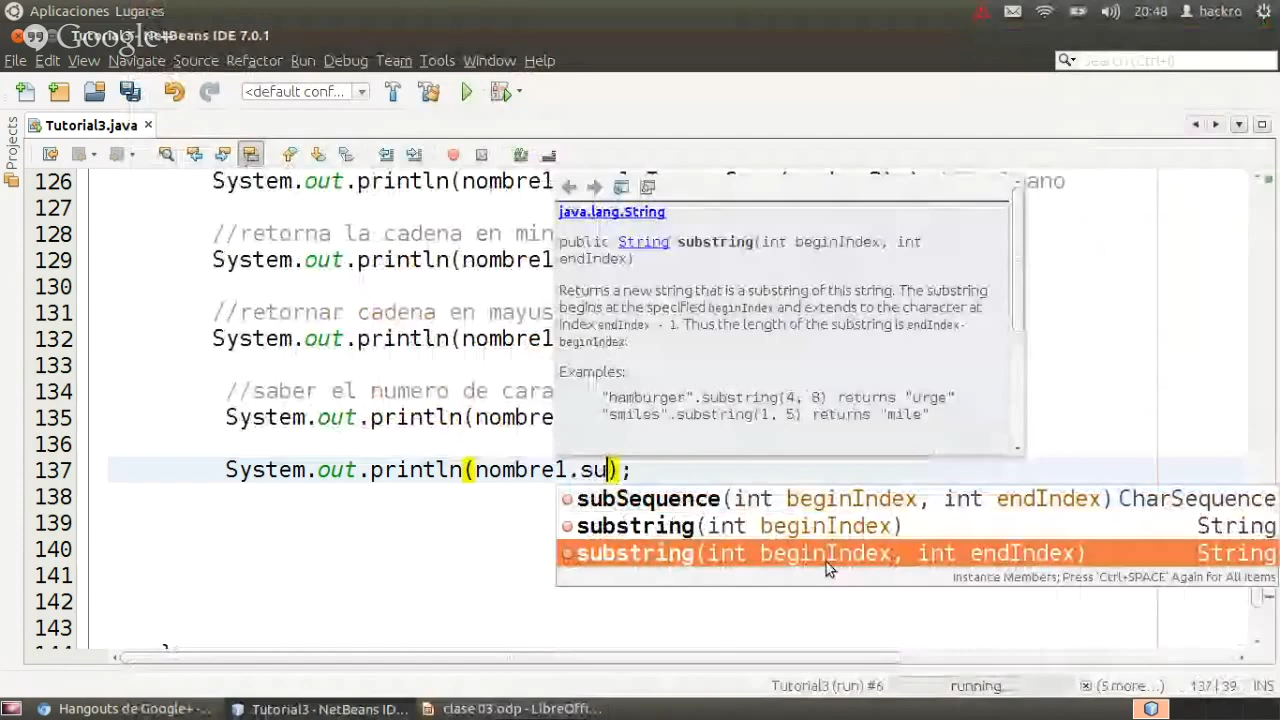 Aplicaciones Lugares
20:48 hackro
Google+
Tutorial3 - NetBeans IDE 7.0.1
File Edit View Navigate Source Refactor Run Debug Team Tools Window Help
Search (Ctrl+I)
<default conf...
Tutorial3.java
Projects
126 System.out.println(nombre1
127
128 //retorna la cadena en min
129 System.out.println(nombre1
130
131 //retornar cadena en mayus
132 System.out.println(nombre1
133
134 //saber el numero de cara
135 System.out.println(nombre
136
137 System.out.println(nombre1.su);
138
139
140
141
142
143
java.lang.String
public String substring(int beginIndex, int
endIndex)
Returns a new string that is a substring of this string. The substring
begins at the specified beginIndex and extends to the character at
index endIndex - 1. Thus the length of the substring is endIndex-
beginIndex.
Examples:
"hamburger".substring(4, 8) returns "urge"
"smiles".substring(1, 5) returns "mile"
subSequence(int beginIndex, int endIndex) CharSequence
substring(int beginIndex) String
substring(int beginIndex, int endIndex) String
Instance Members; Press 'Ctrl+SPACE' Again for All Items
Tutorial3 (run) #6 running... (5 more...) 137 | 39 INS
Hangouts de Google+ -... Tutorial3 - NetBeans IDE... clase 03.odp - LibreOffi...